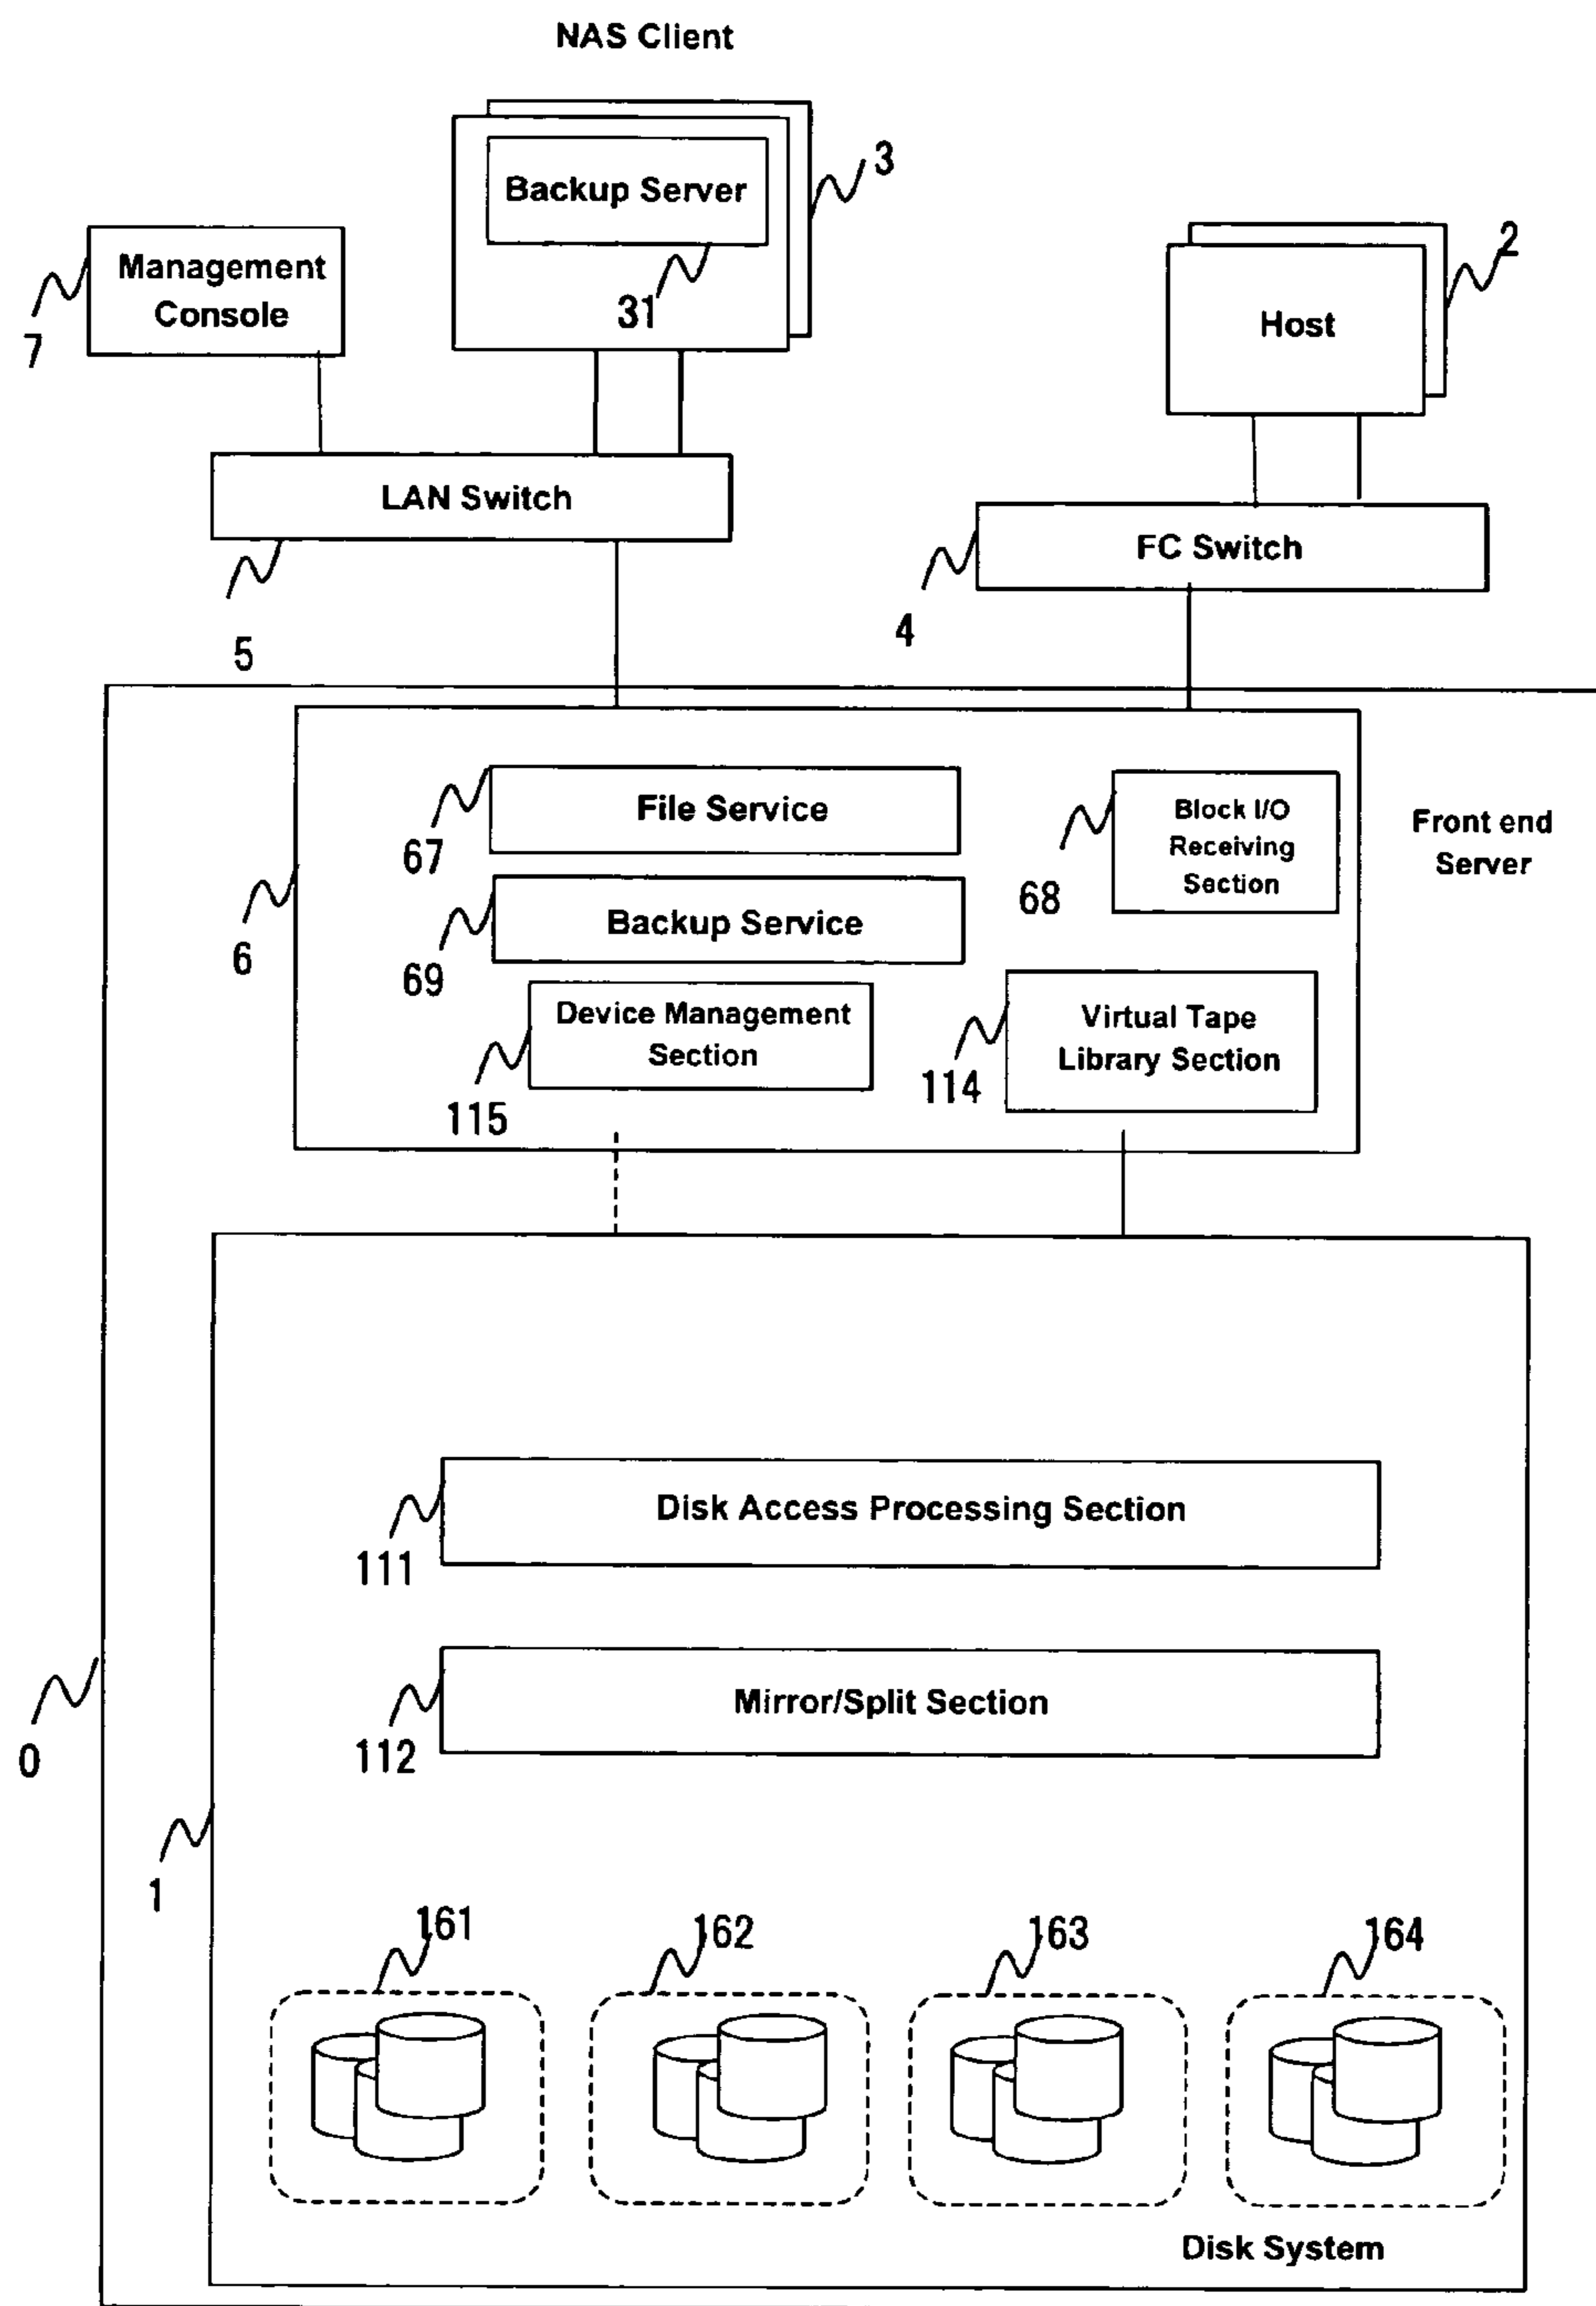 NAS Client
Backup Server
3
31
Management
Console
7
2
Host
LAN Switch
5
FC Switch
4
File Service
67
Block I/O
Receiving
Section
68
Front end
Server
6
Backup Service
69
Device Management
Section
115
Virtual Tape
Library Section
114
Disk Access Processing Section
111
Mirror/Split Section
112
0
1
161
162
163
164
Disk System